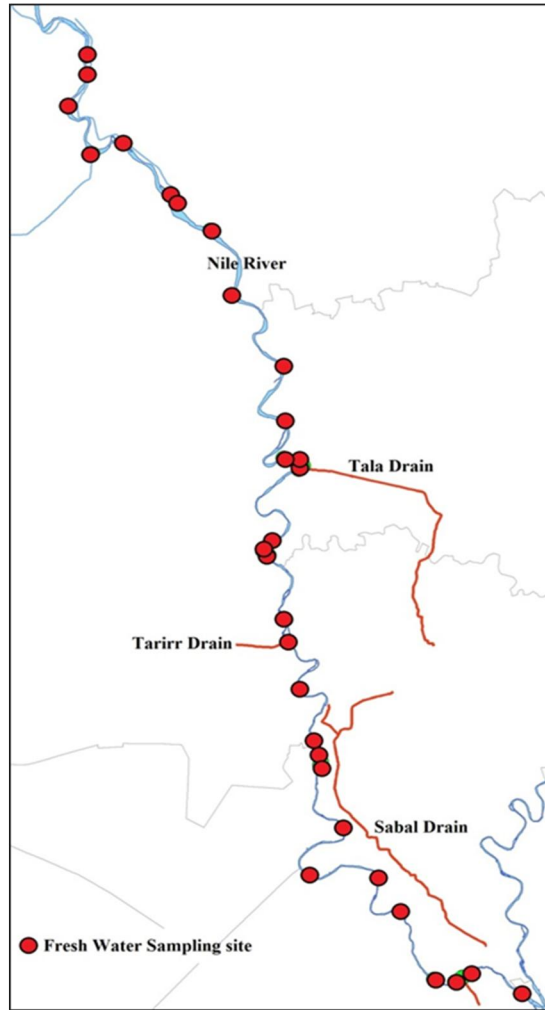 Nile River
Tala Drain
Tarirr Drain
Sabal Drain
Fresh Water Sampling site